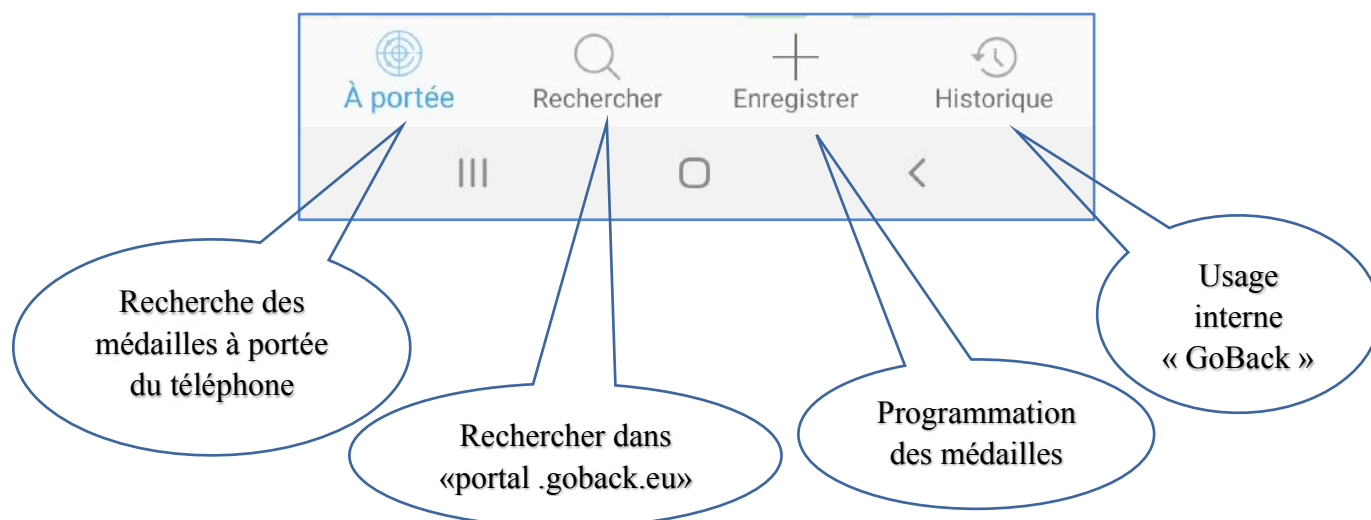 À portée
Rechercher
Enregistrer
Historique
Recherche des
médailles à portée
du téléphone
Rechercher dans
«portal .goback.eu»
Programmation
des médailles
Usage
interne
« GoBack »